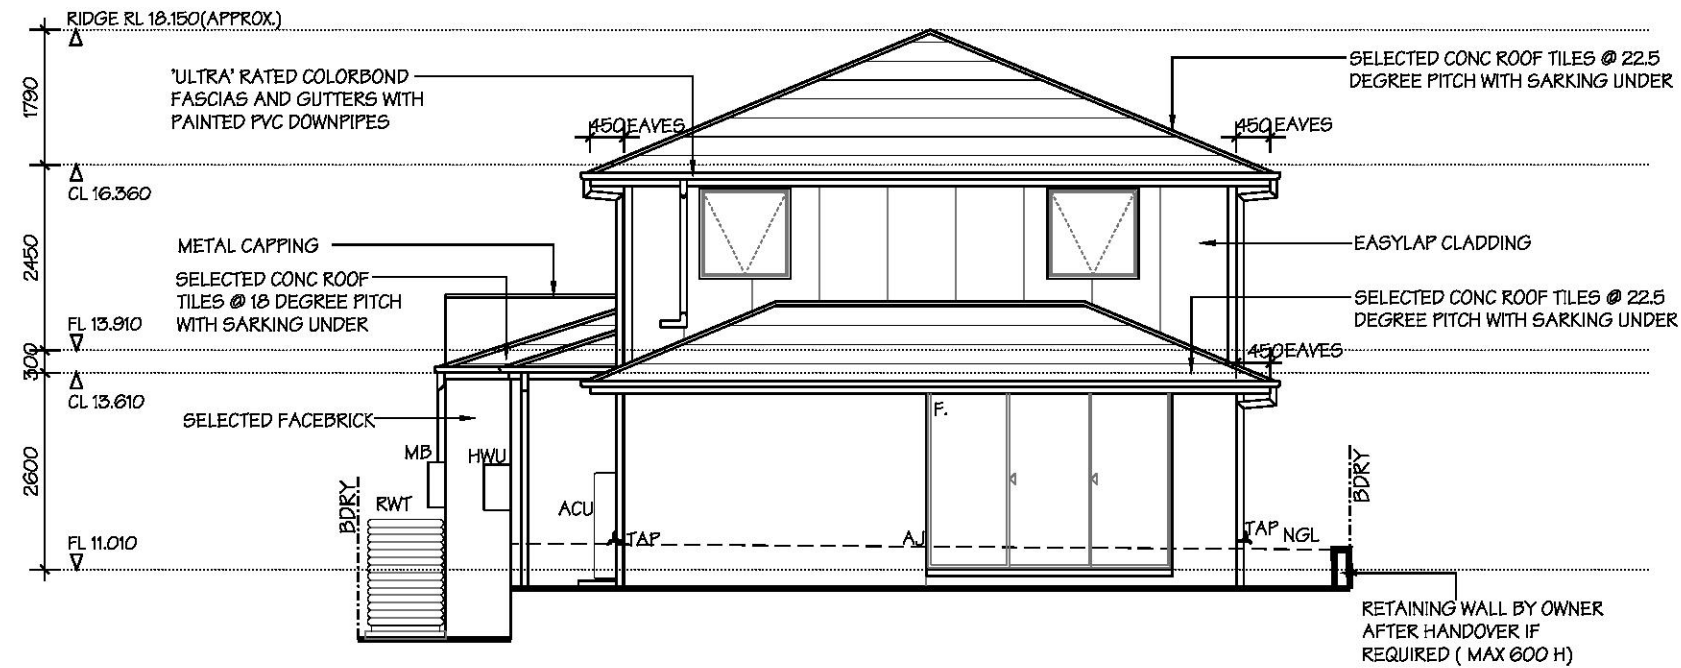 RIDGE RL 18.150(APPROX.)
1790
'ULTRA' RATED COLORBOND
FASCIAS AND GUTTERS WITH
PAINTED PVC DOWNPIPES
SELECTED CONC ROOF TILES @ 22.5
DEGREE PITCH WITH SARKING UNDER
450 EAVES
450 EAVES
CL 16.360
2450
METAL CAPPING
EASYLAP CLADDING
SELECTED CONC ROOF
TILES @ 18 DEGREE PITCH
WITH SARKING UNDER
SELECTED CONC ROOF TILES @ 22.5
DEGREE PITCH WITH SARKING UNDER
FL 13.910
300
450 EAVES
CL 13.610
SELECTED FACEBRICK
F.
2600
MB
HWU
RWT
ACU
BDRY
BDRY
TAP
AJ
TAP
NGL
FL 11.010
RETAINING WALL BY OWNER
AFTER HANDOVER IF
REQUIRED ( MAX 600 H)